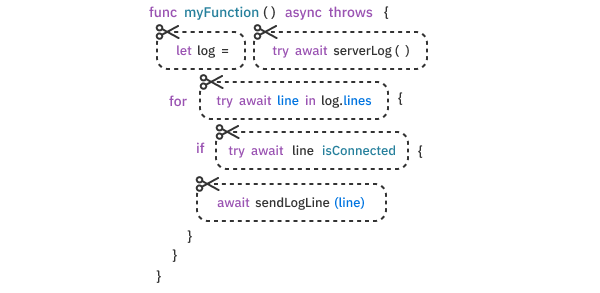 func myFunction() async throws {
let log = try await serverLog()
for try await line in log.lines {
if try await line isConnected {
await sendLogLine (line)
}
}
}